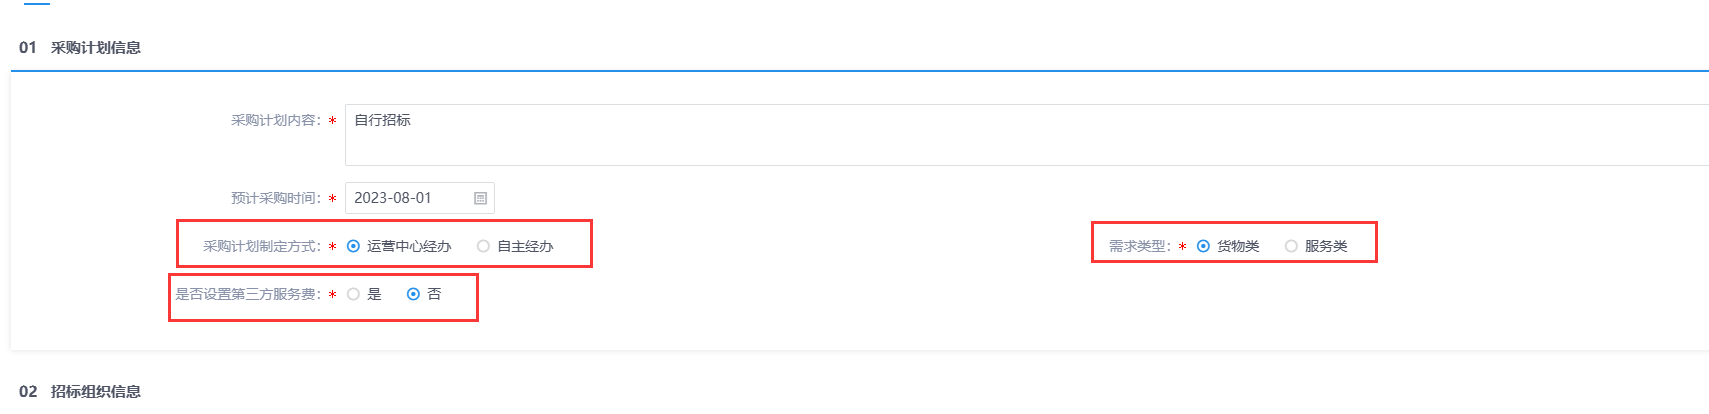 01 采购计划信息
采购计划内容：* 自行招标
预计采购时间：* 2023-08-01
采购计划制定方式：* 运营中心经办 自主经办 需求类型：* 货物类 服务类
是否设置第三方服务费：* 是 否
02 招标组织信息